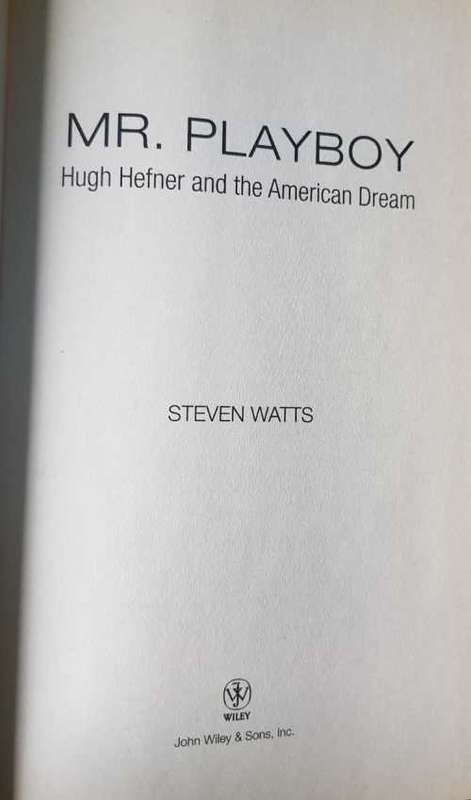 MR. PLAYBOY
Hugh Hefner and the American Dream
STEVEN WATTS
WILEY
John Wiley & Sons, Inc.